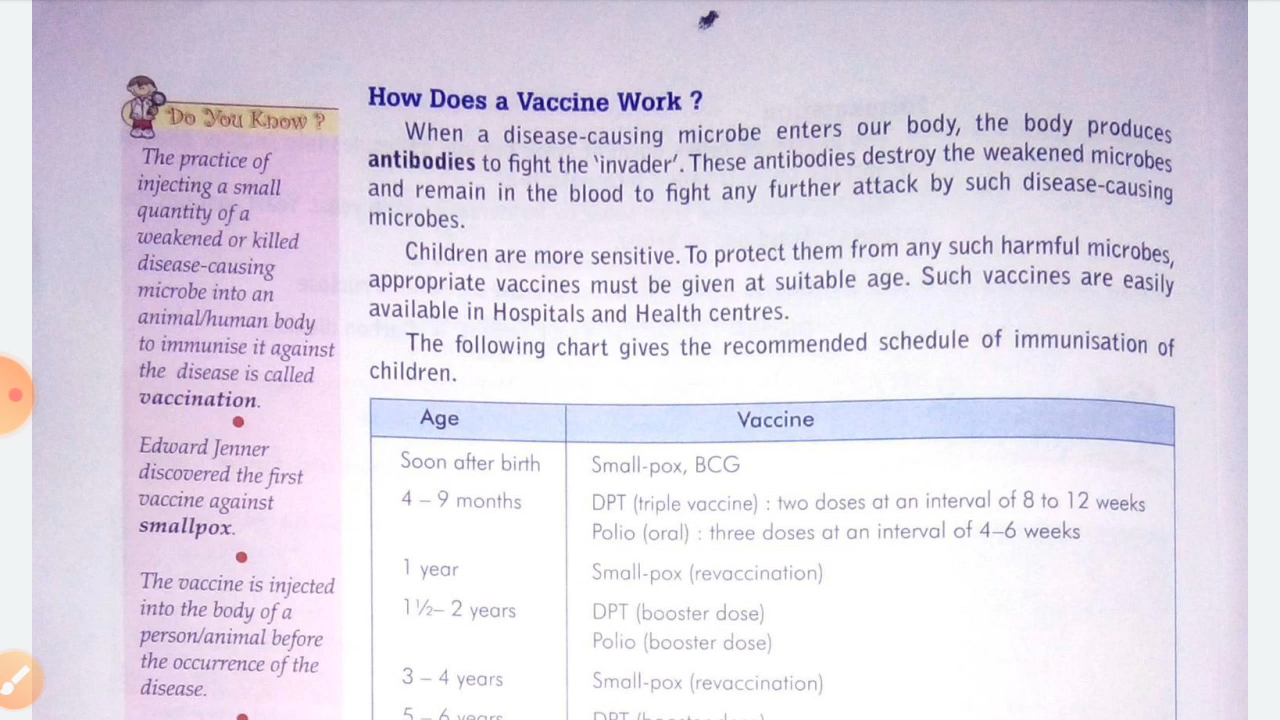 Do You Know ?
The practice of
injecting a small
quantity of a
weakened or killed
disease-causing
microbe into an
animal/human body
to immunise it against
the disease is called
vaccination.
Edward Jenner
discovered the first
vaccine against
smallpox.
The vaccine is injected
into the body of a
person/animal before
the occurrence of the
disease.
How Does a Vaccine Work ?
When a disease-causing microbe enters our body, the body produces
antibodies to fight the 'invader'. These antibodies destroy the weakened microbes
and remain in the blood to fight any further attack by such disease-causing
microbes.
Children are more sensitive. To protect them from any such harmful microbes,
appropriate vaccines must be given at suitable age. Such vaccines are easily
available in Hospitals and Health centres.
The following chart gives the recommended schedule of immunisation of
children.
Age Vaccine
Soon after birth Small-pox, BCG
4 – 9 months DPT (triple vaccine) : two doses at an interval of 8 to 12 weeks
Polio (oral) : three doses at an interval of 4–6 weeks
1 year Small-pox (revaccination)
1½– 2 years DPT (booster dose)
Polio (booster dose)
3 – 4 years Small-pox (revaccination)
5 – 6 years DPT (booster dose)